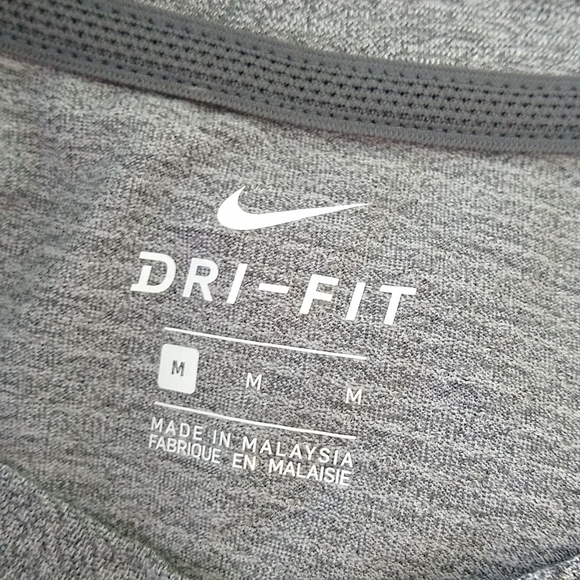 DRI-FIT
M M M
MADE IN MALAYSIA
FABRIQUE EN MALAISIE